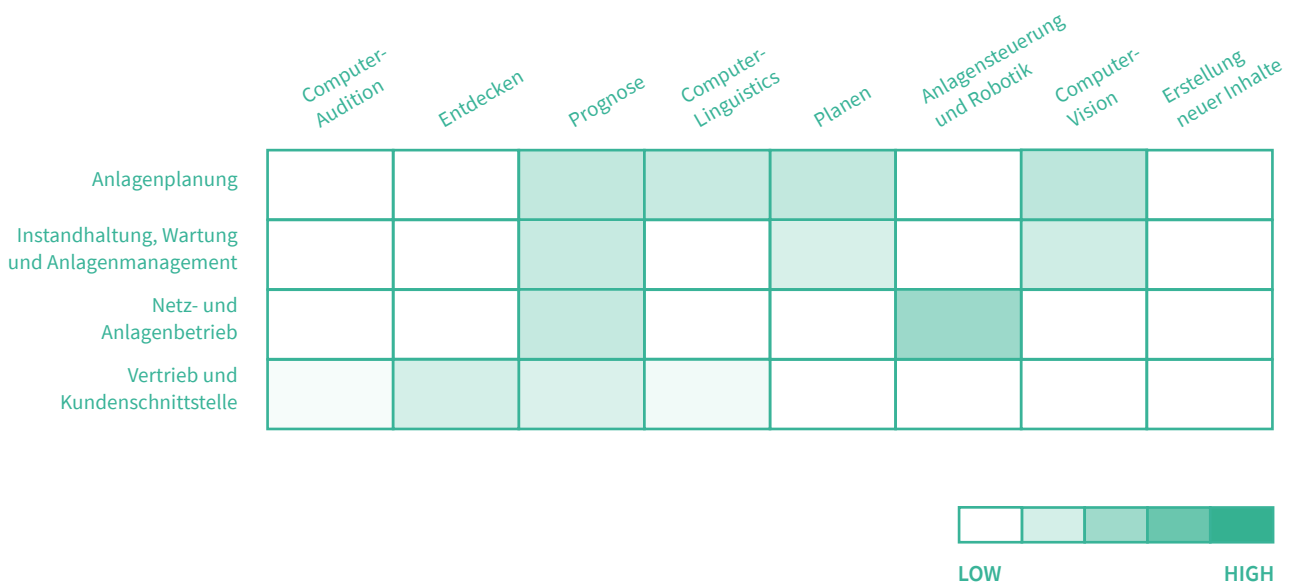 Computer-
Audition
Entdecken
Prognose
Computer-
Linguistics
Planen
Anlagensteuerung
und Robotik
Computer-
Vision
Erstellung
neuer Inhalte
Anlagenplanung
Instandhaltung, Wartung
und Anlagenmanagement
Netz- und
Anlagenbetrieb
Vertrieb und
Kundenschnittstelle
LOW
HIGH